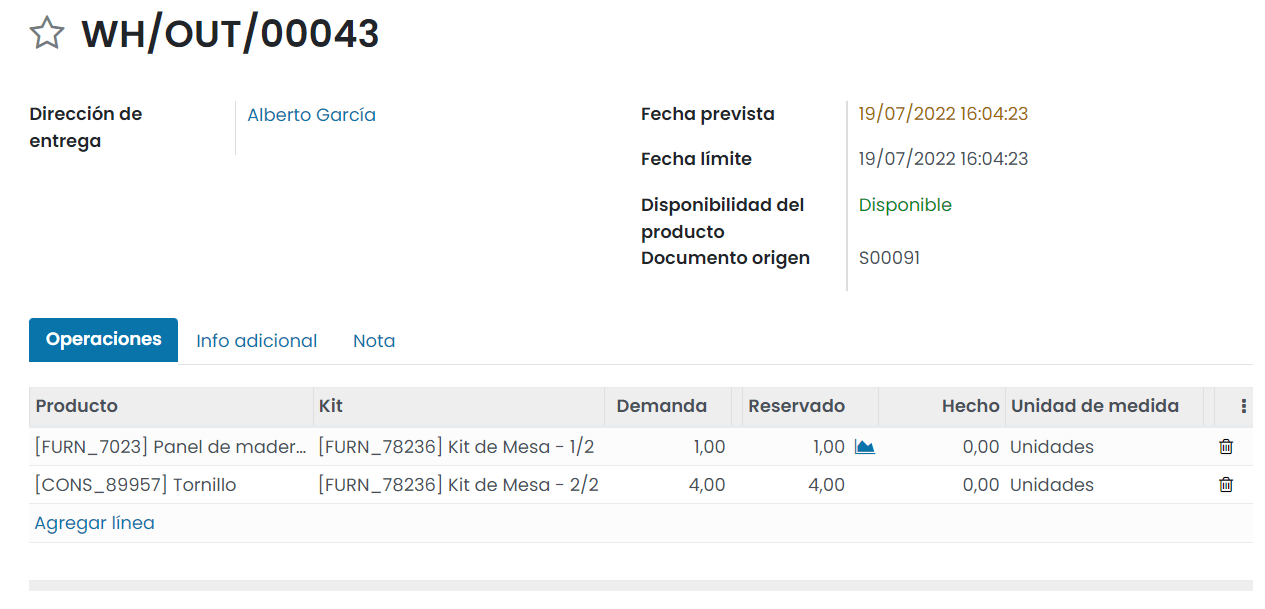 WH/OUT/00043
Dirección de
entrega
Alberto García
Fecha prevista
19/07/2022 16:04:23
Fecha límite
19/07/2022 16:04:23
Disponibilidad del
producto
Disponible
Documento origen
S00091
Operaciones
Info adicional
Nota
Producto Kit Demanda Reservado Hecho Unidad de medida
[FURN_7023] Panel de mader... [FURN_78236] Kit de Mesa - 1/2 1,00 1,00 0,00 Unidades
[CONS_89957] Tornillo [FURN_78236] Kit de Mesa - 2/2 4,00 4,00 0,00 Unidades
Agregar línea